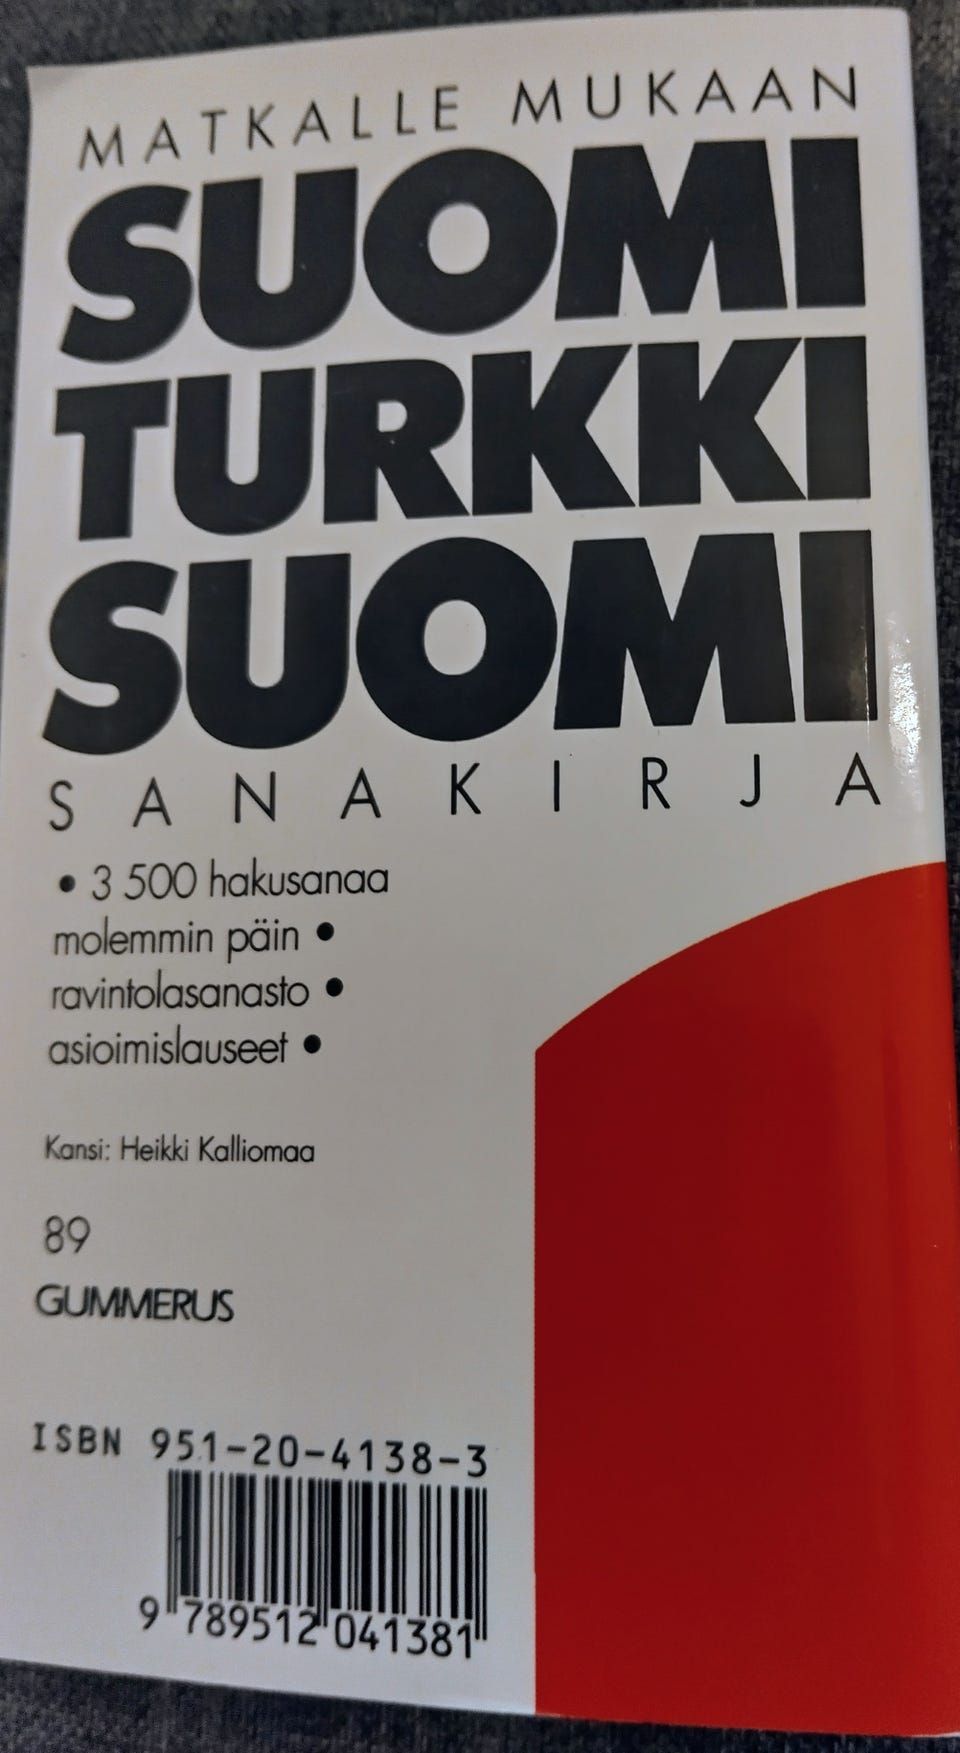 MATKALLE MUKAAN
SUOMI
TURKKI
SUOMI
SANAKIRJA
• 3 500 hakusanaa
molemmin päin •
ravintolasanasto •
asioimislauseet •
Kansi: Heikki Kalliomaa
89
GUMMERUS
ISBN 951-20-4138-3
9 789512 041381